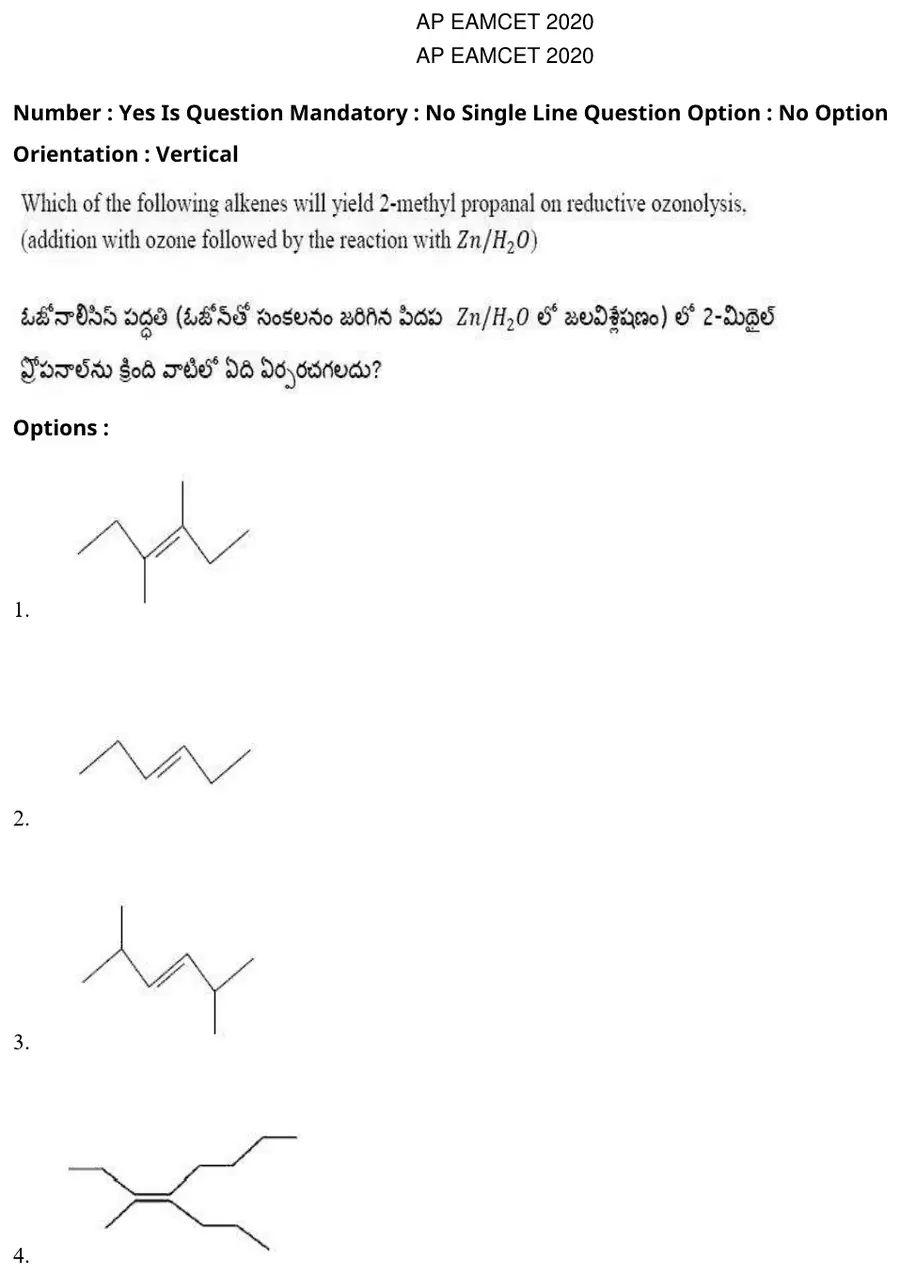 AP EAMCET 2020
AP EAMCET 2020
Number : Yes Is Question Mandatory : No Single Line Question Option : No Option
Orientation : Vertical
Which of the following alkenes will yield 2-methyl propanal on reductive ozonolysis.
(addition with ozone followed by the reaction with Zn/H₂O)
ఓజోనాలిసిస్ పద్ధతి (ఓజోన్‌తో సంకలనం జరిగిన పిదప Zn/H₂O లో జలవిశ్లేషణం) లో 2-మిథైల్
ప్రోపనాల్‌ను క్రింది వాటిలో ఏది ఏర్పరచగలదు?
Options :
1.
2.
3.
4.